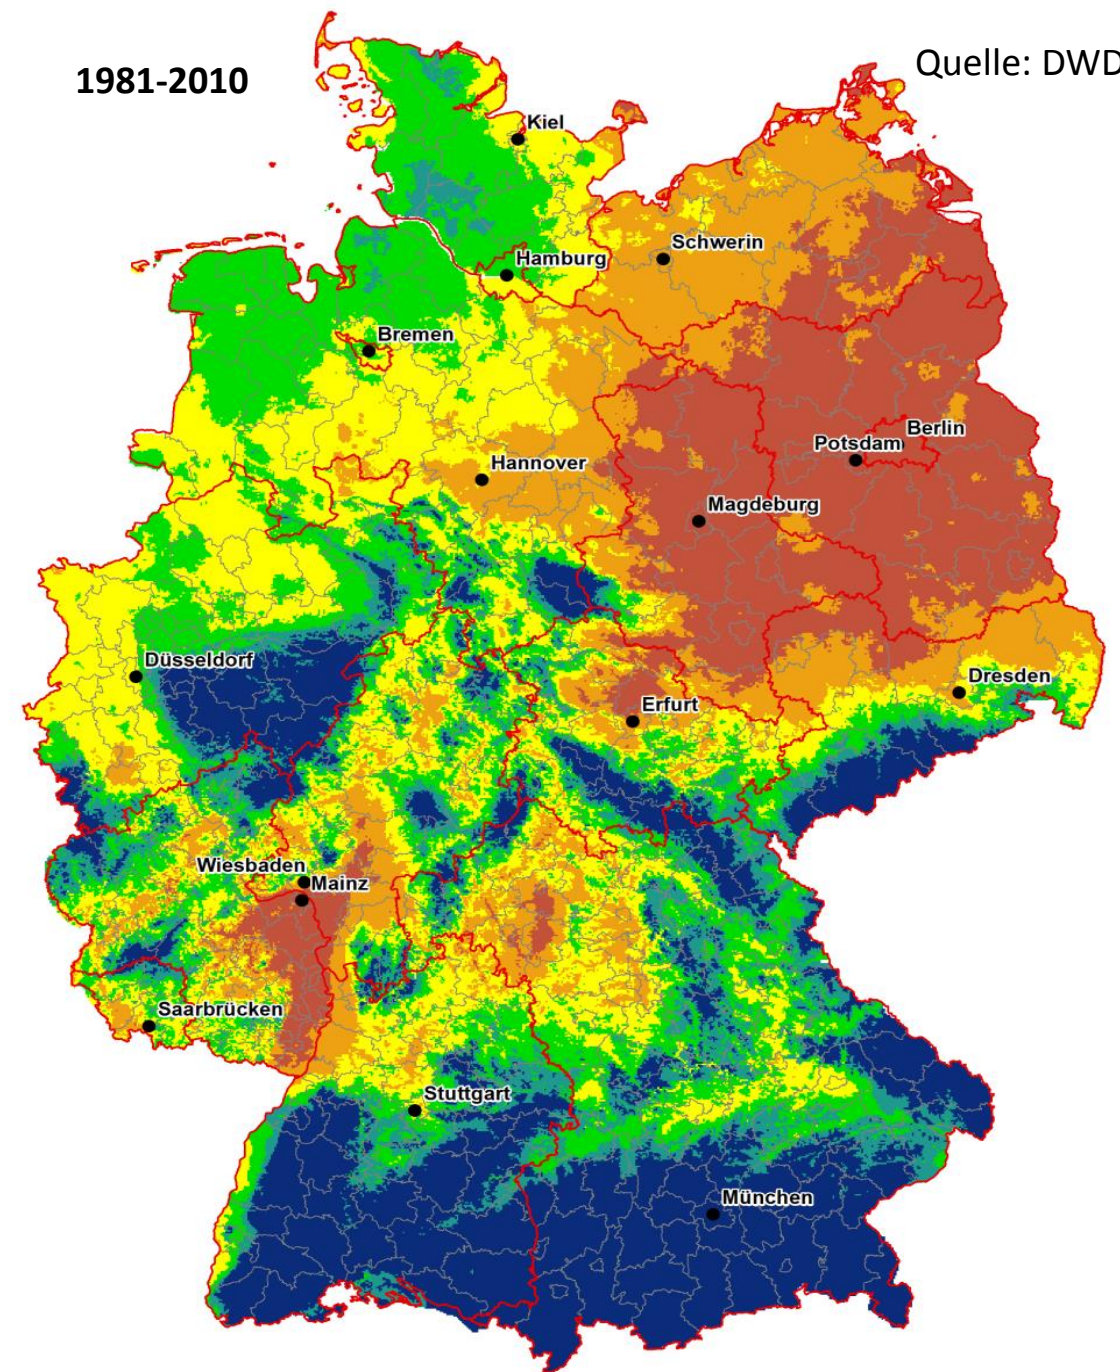 1981-2010
Quelle: DWD
Kiel
Schwerin
Hamburg
Bremen
Berlin
Potsdam
Hannover
Magdeburg
Düsseldorf
Dresden
Erfurt
Wiesbaden
Mainz
Saarbrücken
Stuttgart
München